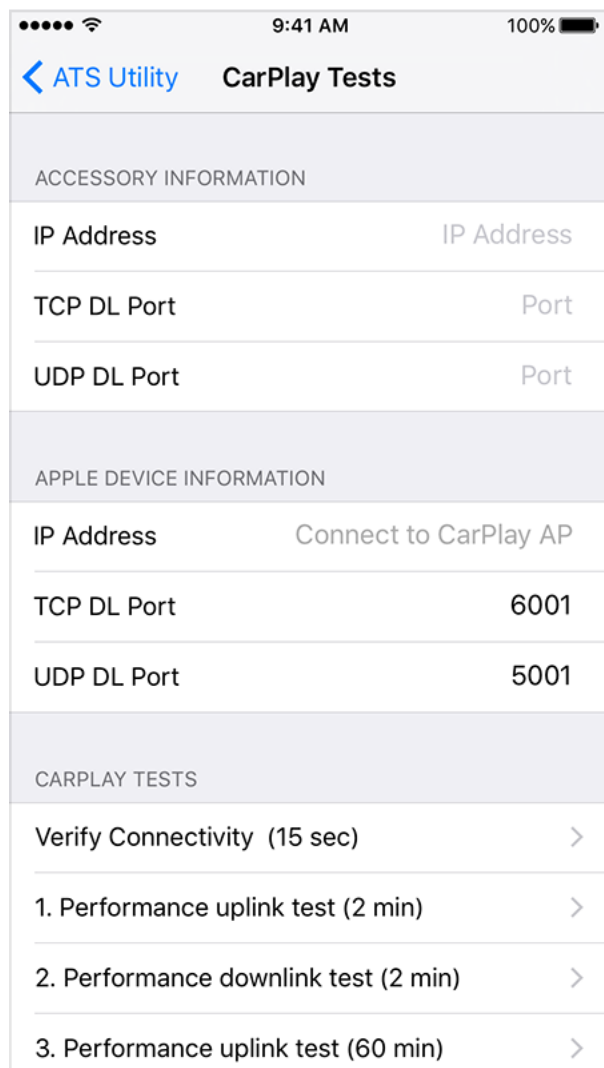 9:41 AM 100%
ATS Utility CarPlay Tests
ACCESSORY INFORMATION
IP Address IP Address
TCP DL Port Port
UDP DL Port Port
APPLE DEVICE INFORMATION
IP Address Connect to CarPlay AP
TCP DL Port 6001
UDP DL Port 5001
CARPLAY TESTS
Verify Connectivity (15 sec)
1. Performance uplink test (2 min)
2. Performance downlink test (2 min)
3. Performance uplink test (60 min)